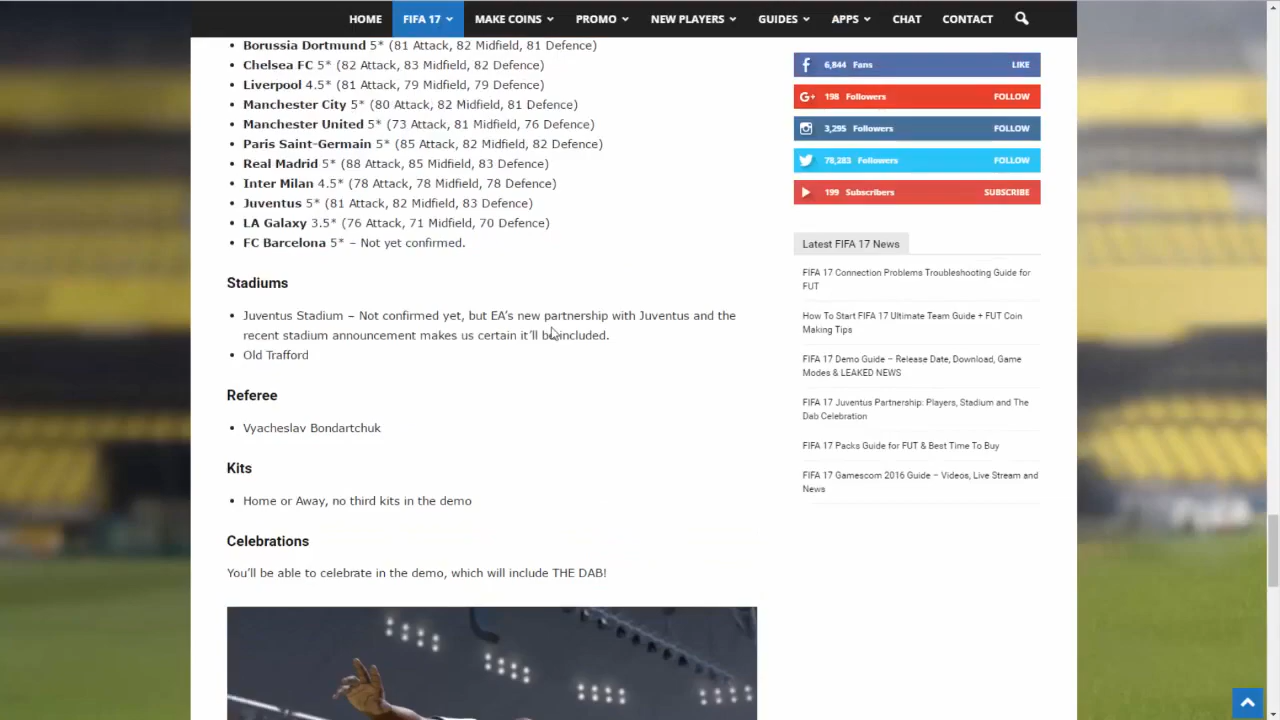 HOME FIFA 17 MAKE COINS PROMO NEW PLAYERS GUIDES APPS CHAT CONTACT
• Borussia Dortmund 5* (81 Attack, 82 Midfield, 81 Defence)
• Chelsea FC 5* (82 Attack, 83 Midfield, 82 Defence)
• Liverpool 4.5* (81 Attack, 79 Midfield, 79 Defence)
• Manchester City 5* (80 Attack, 82 Midfield, 81 Defence)
• Manchester United 5* (73 Attack, 81 Midfield, 76 Defence)
• Paris Saint-Germain 5* (85 Attack, 82 Midfield, 82 Defence)
• Real Madrid 5* (88 Attack, 85 Midfield, 83 Defence)
• Inter Milan 4.5* (78 Attack, 78 Midfield, 78 Defence)
• Juventus 5* (81 Attack, 82 Midfield, 83 Defence)
• LA Galaxy 3.5* (76 Attack, 71 Midfield, 70 Defence)
• FC Barcelona 5* – Not yet confirmed.
Stadiums
• Juventus Stadium – Not confirmed yet, but EA's new partnership with Juventus and the
recent stadium announcement makes us certain it'll be included.
• Old Trafford
Referee
• Vyacheslav Bondartchuk
Kits
• Home or Away, no third kits in the demo
Celebrations
You'll be able to celebrate in the demo, which will include THE DAB!
6,844 Fans LIKE
198 Followers FOLLOW
3,295 Followers FOLLOW
78,283 Followers FOLLOW
199 Subscribers SUBSCRIBE
Latest FIFA 17 News
FIFA 17 Connection Problems Troubleshooting Guide for
FUT
How To Start FIFA 17 Ultimate Team Guide + FUT Coin
Making Tips
FIFA 17 Demo Guide – Release Date, Download, Game
Modes & LEAKED NEWS
FIFA 17 Juventus Partnership: Players, Stadium and The
Dab Celebration
FIFA 17 Packs Guide for FUT & Best Time To Buy
FIFA 17 Gamescom 2016 Guide – Videos, Live Stream and
News